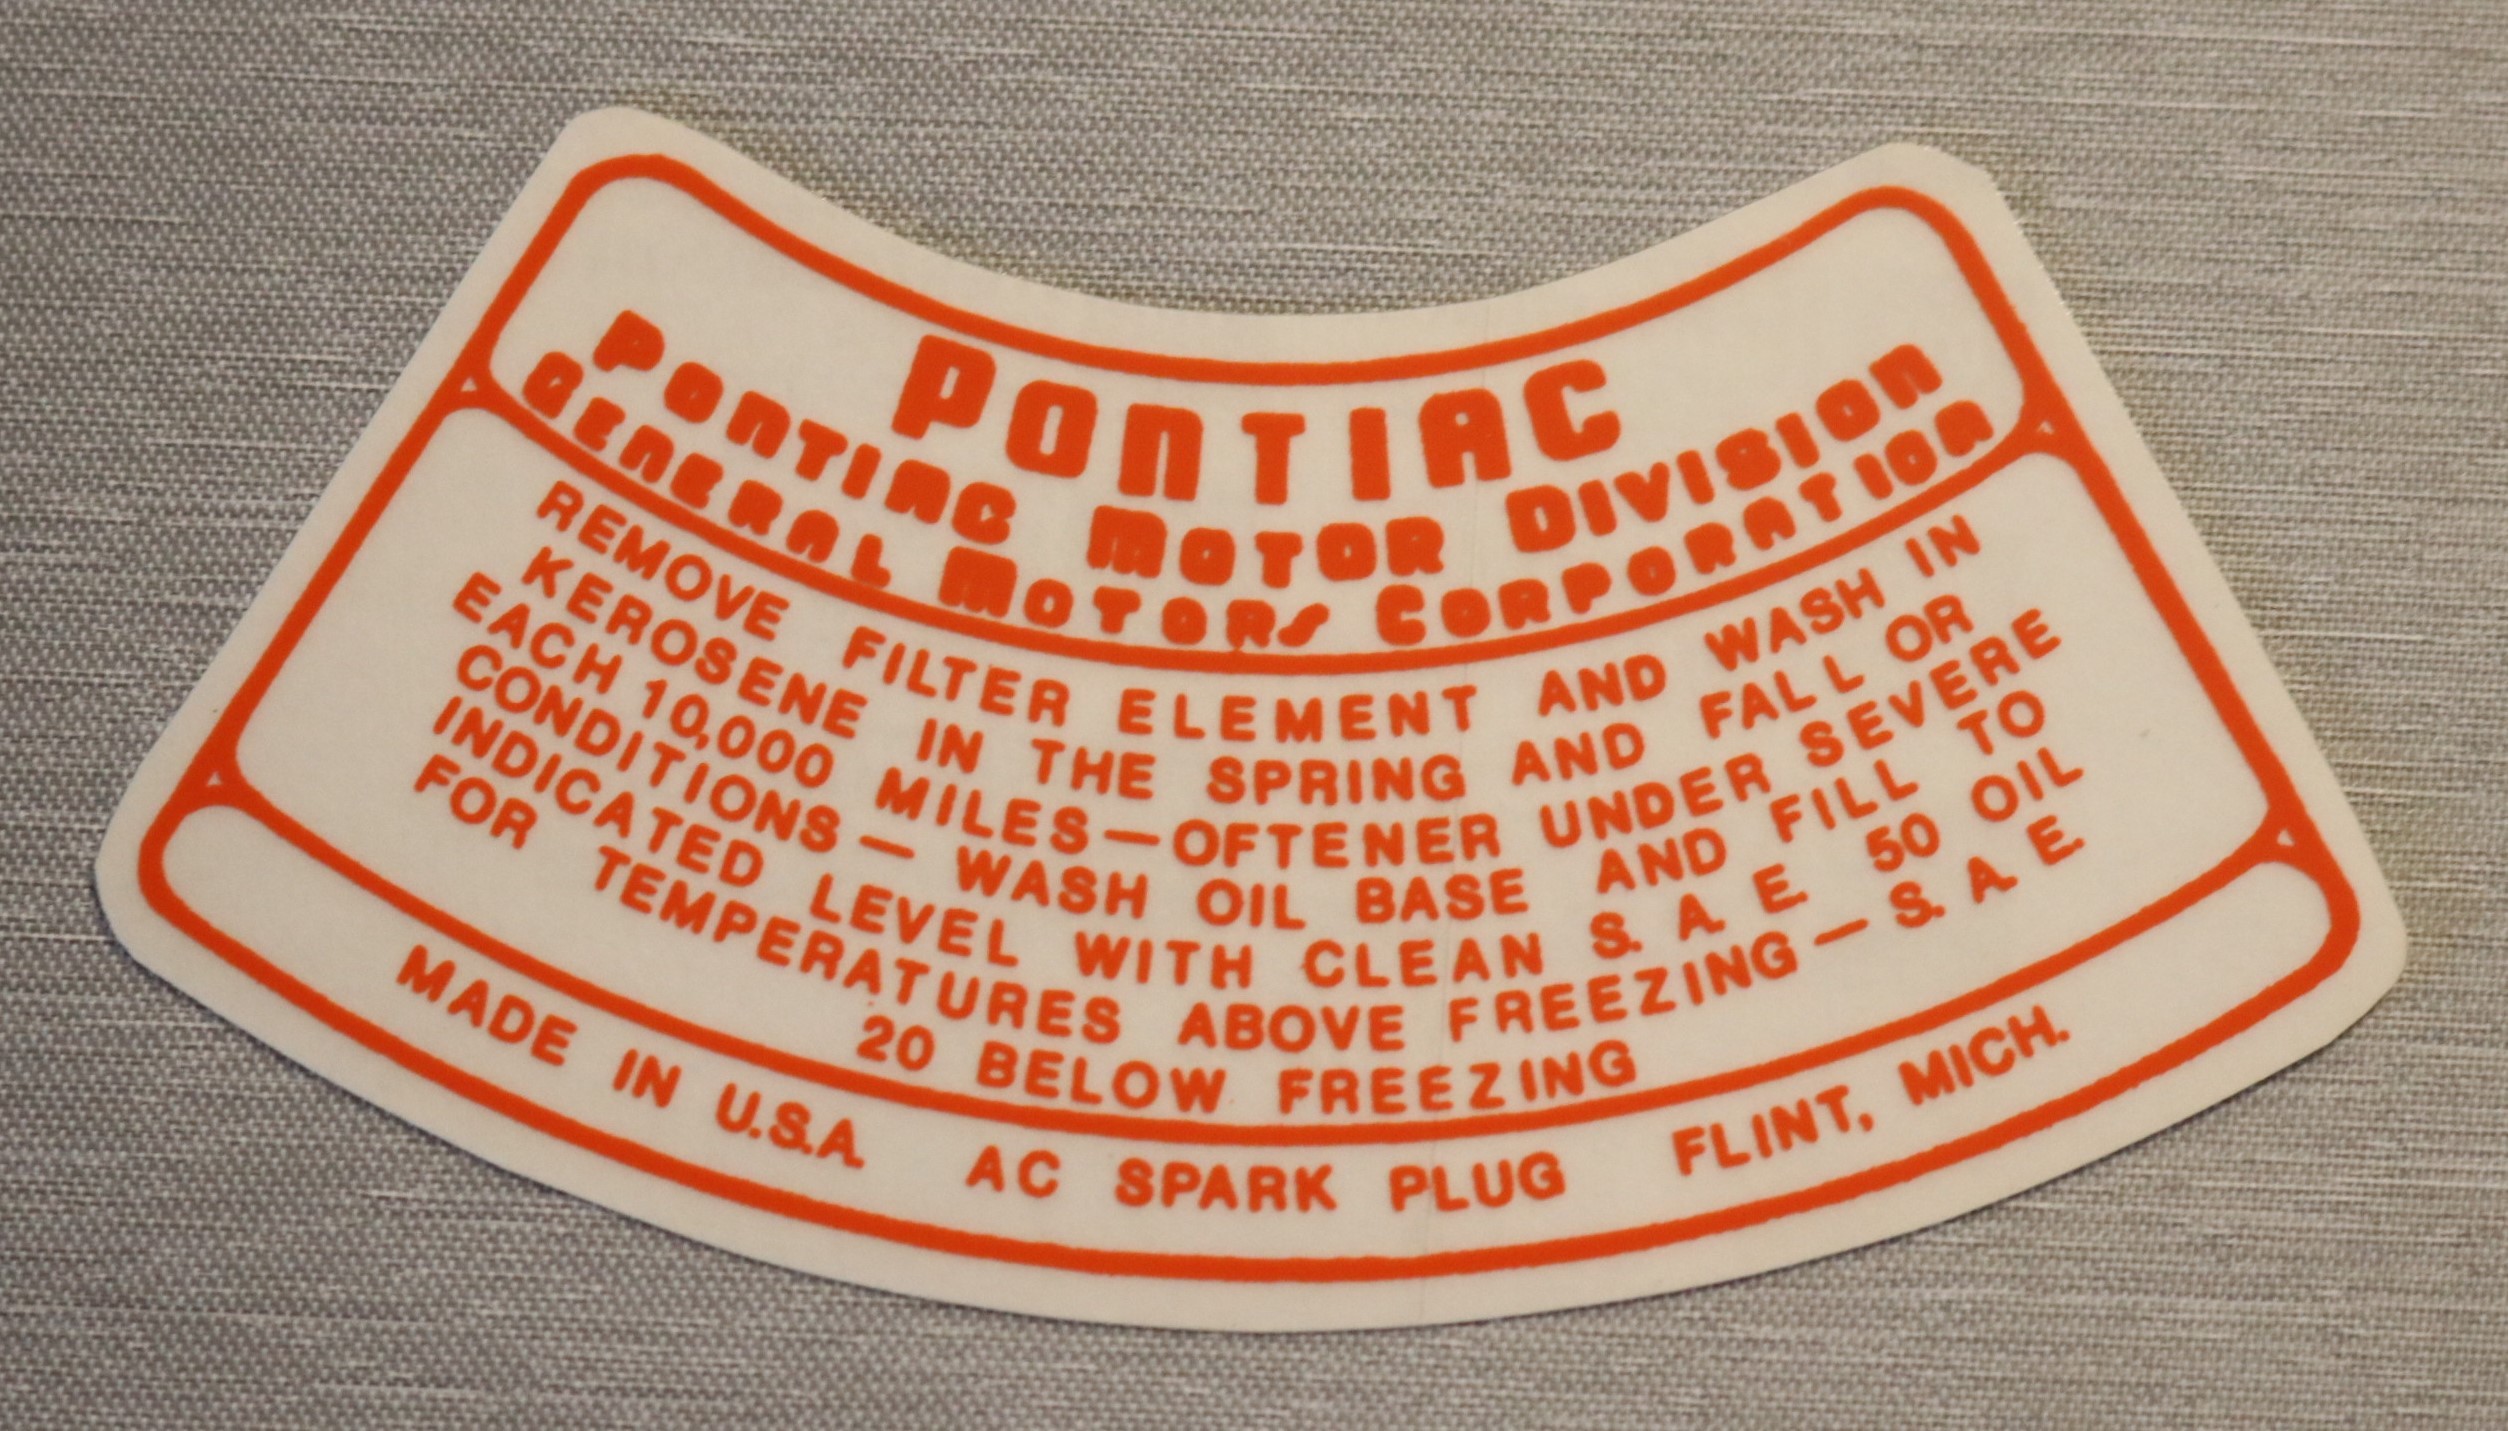 PONTIAC
PONTIAC MOTOR DIVISION
GENERAL MOTORS CORPORATION
REMOVE FILTER ELEMENT AND WASH IN
KEROSENE IN THE SPRING AND FALL OR
EACH 10,000 MILES—OFTENER UNDER SEVERE
CONDITIONS — WASH OIL BASE AND FILL TO
INDICATED LEVEL WITH CLEAN S. A. E. 50 OIL
FOR TEMPERATURES ABOVE FREEZING — S. A. E.
20 BELOW FREEZING
MADE IN U.S.A. AC SPARK PLUG FLINT, MICH.